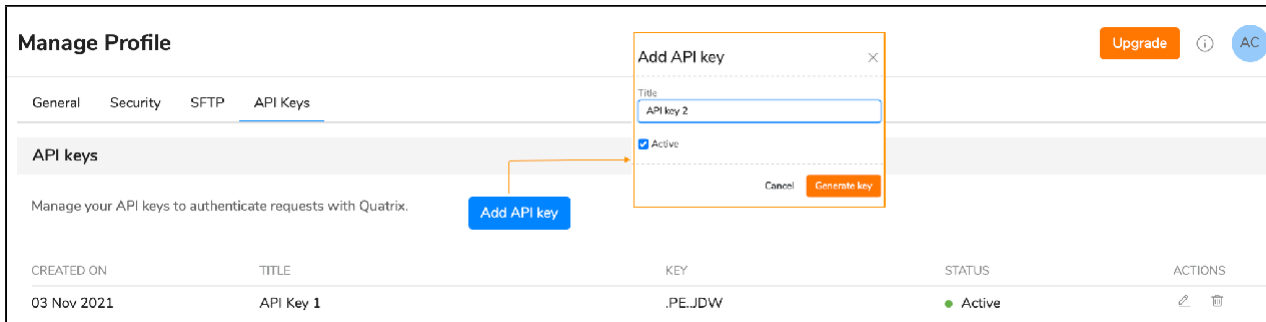 Manage Profile
Upgrade
AC
General Security SFTP API Keys
API keys
Manage your API keys to authenticate requests with Quatrix.
Add API key
Add API key
Title
API key 2
Active
Cancel Generate key
CREATED ON TITLE KEY STATUS ACTIONS
03 Nov 2021 API Key 1 .PE..JDW Active